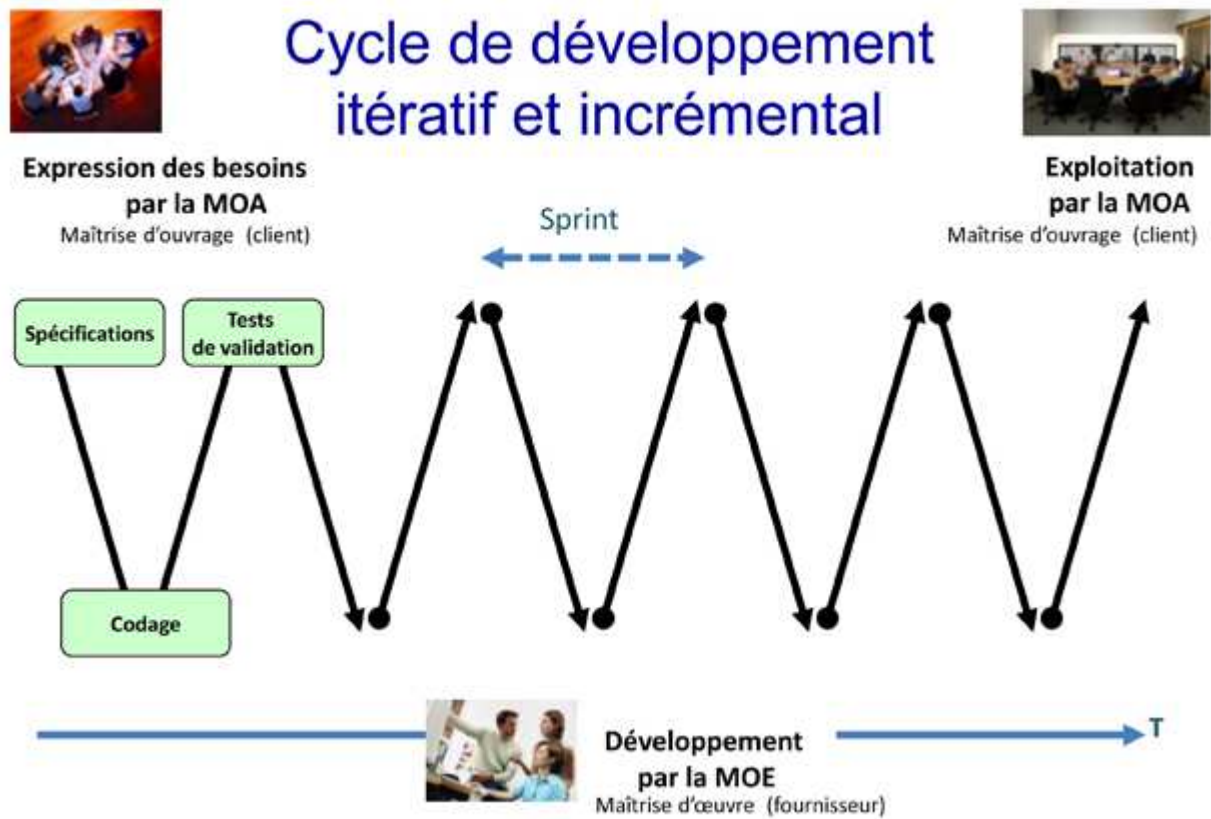 Cycle de développement
itératif et incrémental
Expression des besoins
par la MOA
Maîtrise d'ouvrage (client)
Exploitation
par la MOA
Maîtrise d'ouvrage (client)
Sprint
Spécifications
Tests
de validation
Codage
T
Développement
par la MOE
Maîtrise d'œuvre (fournisseur)